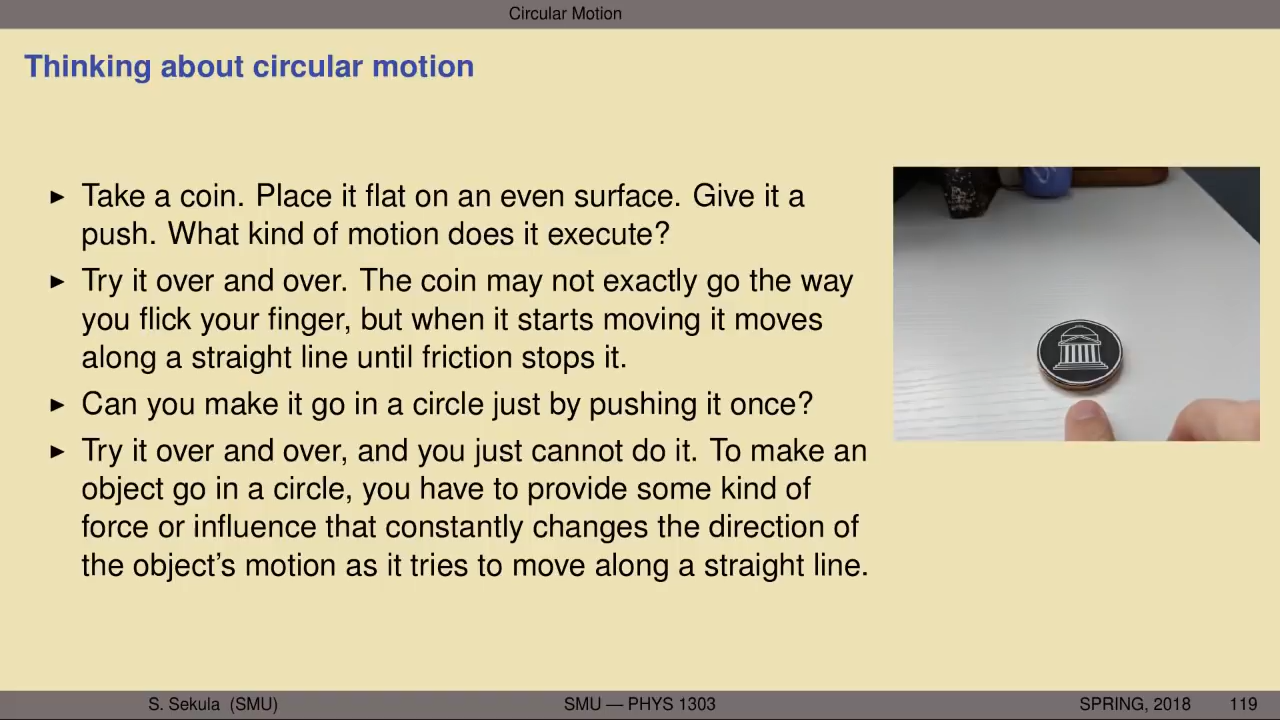 Circular Motion
Thinking about circular motion
▶ Take a coin. Place it flat on an even surface. Give it a
push. What kind of motion does it execute?
▶ Try it over and over. The coin may not exactly go the way
you flick your finger, but when it starts moving it moves
along a straight line until friction stops it.
▶ Can you make it go in a circle just by pushing it once?
▶ Try it over and over, and you just cannot do it. To make an
object go in a circle, you have to provide some kind of
force or influence that constantly changes the direction of
the object's motion as it tries to move along a straight line.
S. Sekula (SMU) SMU — PHYS 1303 SPRING, 2018 119